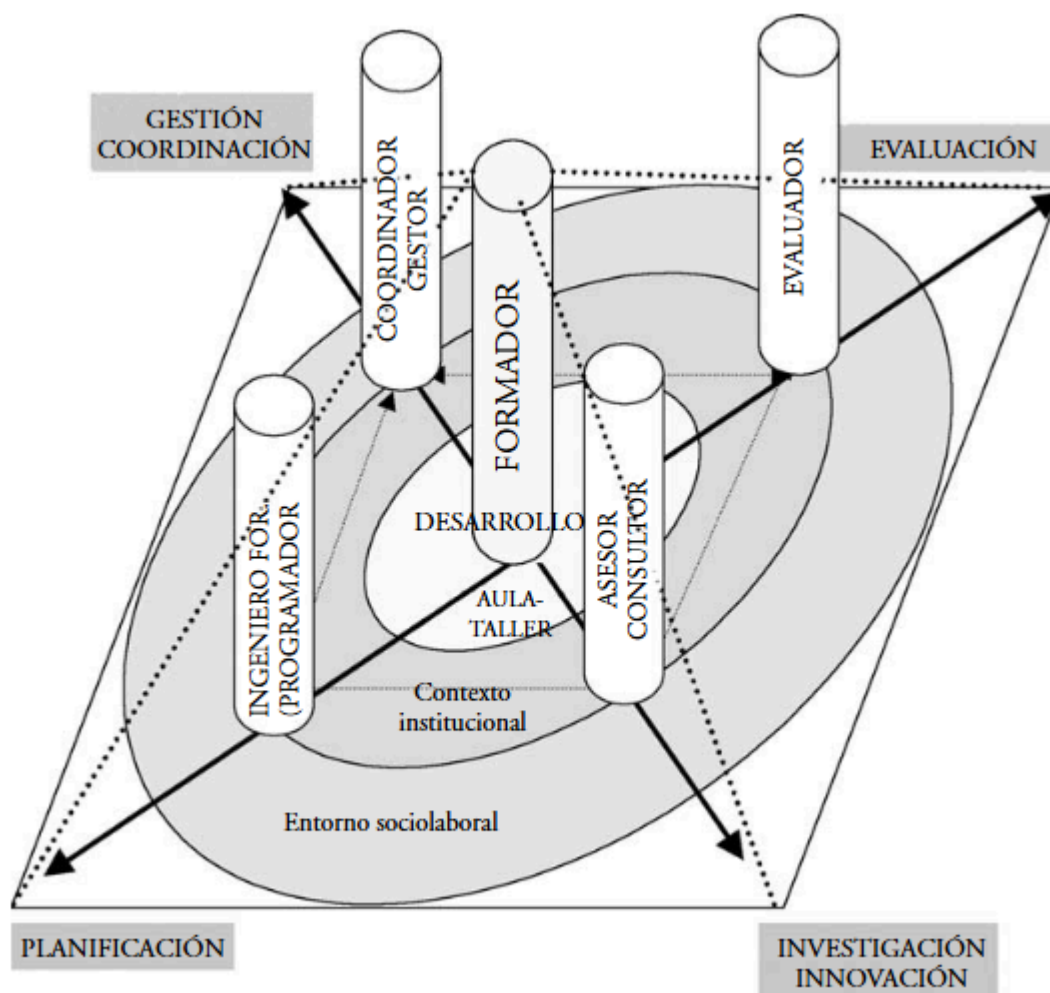 GESTIÓN
COORDINACIÓN
EVALUACIÓN
COORDINADOR
GESTOR
EVALUADOR
FORMADOR
INGENIERO FOR.
(PROGRAMADOR
DESARROLLO
ASESOR
CONSULTOR
AULA-
TALLER
Contexto
institucional
Entorno sociolaboral
PLANIFICACIÓN
INVESTIGACIÓN
INNOVACIÓN